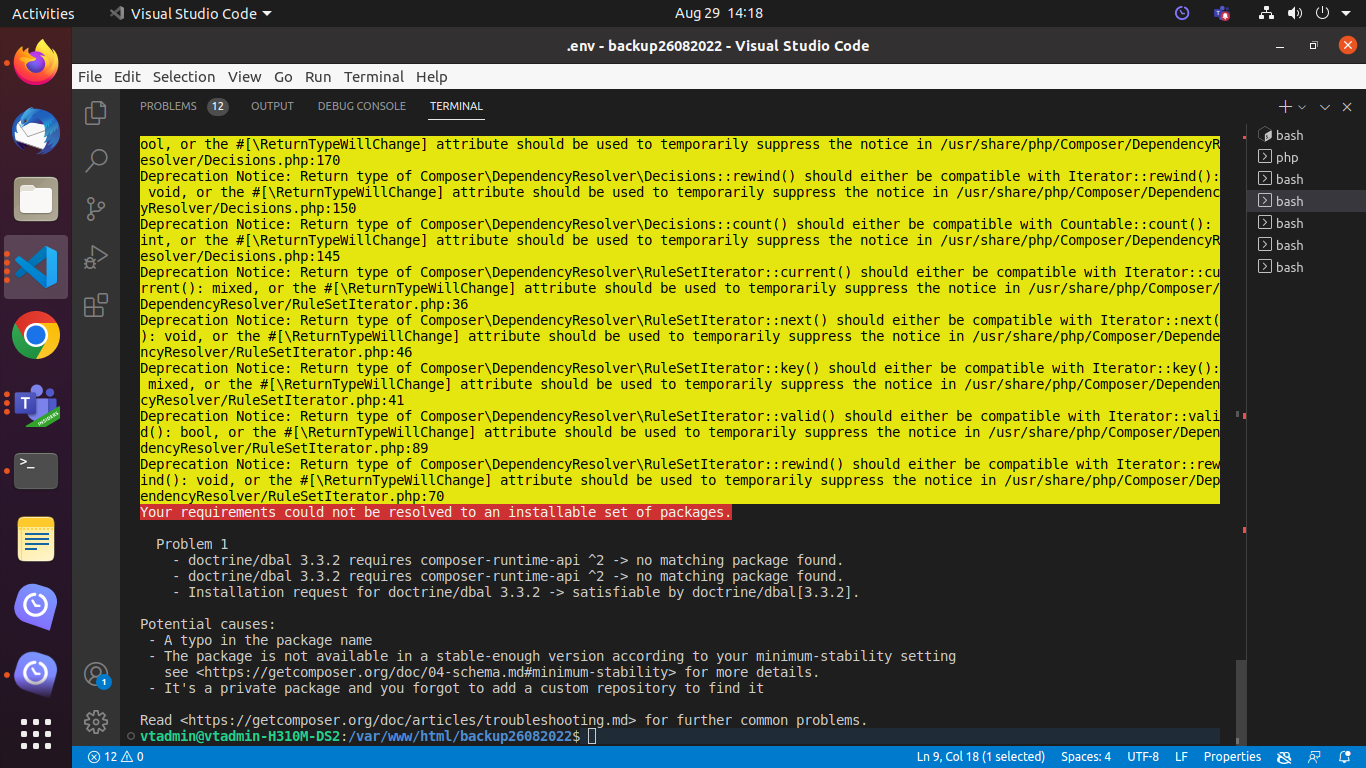 Activities
Visual Studio Code
Aug 29 14:18
.env - backup26082022 - Visual Studio Code
File Edit Selection View Go Run Terminal Help
PROBLEMS 12 OUTPUT DEBUG CONSOLE TERMINAL
ool, or the #[\ReturnTypeWillChange] attribute should be used to temporarily suppress the notice in /usr/share/php/Composer/DependencyR
esolver/Decisions.php:170
Deprecation Notice: Return type of Composer\DependencyResolver\Decisions::rewind() should either be compatible with Iterator::rewind():
 void, or the #[\ReturnTypeWillChange] attribute should be used to temporarily suppress the notice in /usr/share/php/Composer/Dependenc
yResolver/Decisions.php:150
Deprecation Notice: Return type of Composer\DependencyResolver\Decisions::count() should either be compatible with Countable::count():
int, or the #[\ReturnTypeWillChange] attribute should be used to temporarily suppress the notice in /usr/share/php/Composer/DependencyR
esolver/Decisions.php:145
Deprecation Notice: Return type of Composer\DependencyResolver\RuleSetIterator::current() should either be compatible with Iterator::cu
rrent(): mixed, or the #[\ReturnTypeWillChange] attribute should be used to temporarily suppress the notice in /usr/share/php/Composer/
DependencyResolver/RuleSetIterator.php:36
Deprecation Notice: Return type of Composer\DependencyResolver\RuleSetIterator::next() should either be compatible with Iterator::next(
): void, or the #[\ReturnTypeWillChange] attribute should be used to temporarily suppress the notice in /usr/share/php/Composer/Depende
ncyResolver/RuleSetIterator.php:46
Deprecation Notice: Return type of Composer\DependencyResolver\RuleSetIterator::key() should either be compatible with Iterator::key():
 mixed, or the #[\ReturnTypeWillChange] attribute should be used to temporarily suppress the notice in /usr/share/php/Composer/Dependen
cyResolver/RuleSetIterator.php:41
Deprecation Notice: Return type of Composer\DependencyResolver\RuleSetIterator::valid() should either be compatible with Iterator::vali
d(): bool, or the #[\ReturnTypeWillChange] attribute should be used to temporarily suppress the notice in /usr/share/php/Composer/Depen
dencyResolver/RuleSetIterator.php:89
Deprecation Notice: Return type of Composer\DependencyResolver\RuleSetIterator::rewind() should either be compatible with Iterator::rew
ind(): void, or the #[\ReturnTypeWillChange] attribute should be used to temporarily suppress the notice in /usr/share/php/Composer/Dep
endencyResolver/RuleSetIterator.php:70
Your requirements could not be resolved to an installable set of packages.
Problem 1
- doctrine/dbal 3.3.2 requires composer-runtime-api ^2 -> no matching package found.
- doctrine/dbal 3.3.2 requires composer-runtime-api ^2 -> no matching package found.
- Installation request for doctrine/dbal 3.3.2 -> satisfiable by doctrine/dbal[3.3.2].
Potential causes:
- A typo in the package name
- The package is not available in a stable-enough version according to your minimum-stability setting
see <https://getcomposer.org/doc/04-schema.md#minimum-stability> for more details.
- It's a private package and you forgot to add a custom repository to find it
Read <https://getcomposer.org/doc/articles/troubleshooting.md> for further common problems.
vtadmin@vtadmin-H310M-DS2:/var/www/html/backup26082022$
bash
php
bash
bash
bash
bash
bash
1
12 0
Ln 9, Col 18 (1 selected) Spaces: 4 UTF-8 LF Properties